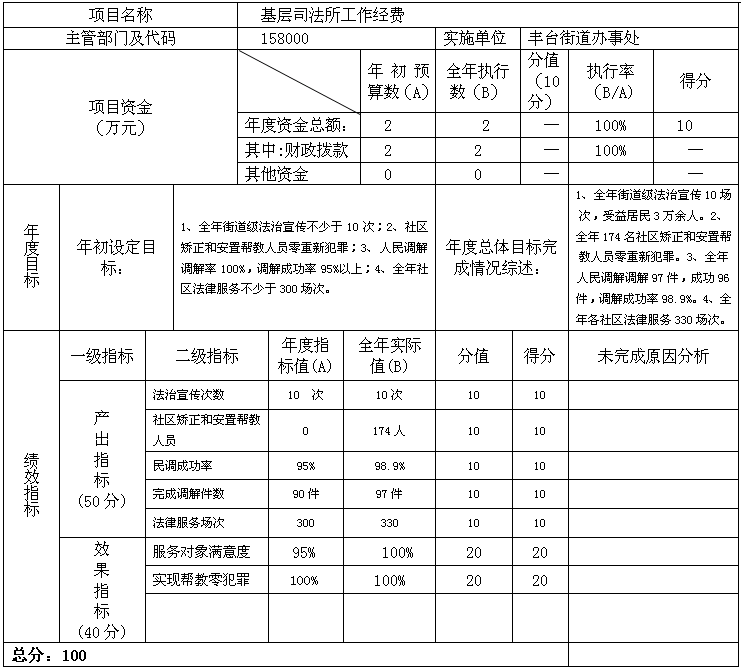 项目名称 基层司法所工作经费
主管部门及代码 158000 实施单位 丰台街道办事处
项目资金
（万元）
年初预
算数（A）
全年执行
数（B）
分值
（10
分）
执行率
（B/A）
得分
年度资金总额： 2 2 — 100% 10
其中:财政拨款 2 2 — 100% —
其他资金 0 0 — —
年度目标
年初设定目
标：
1、全年街道级法治宣传不少于 10 次；2、社区
矫正和安置帮教人员零重新犯罪；3、人民调解
调解率 100%，调解成功率 95%以上；4、全年社
区法律服务不少于 300 场次。
年度总体目标完
成情况综述：
1、全年街道级法治宣传 10 场
次，受益居民 3 万余人。2、
全年 174 名社区矫正和安置帮
教人员零重新犯罪。3、全年
人民调解调解 97 件，成功 96
件，调解成功率 98.9%。4、全
年各社区法律服务 330 场次。
绩效指标
一级指标 二级指标
年度指
标值(A)
全年实际
值(B)
分值 得分 未完成原因分析
产
出
指
标
(50 分)
法治宣传次数 10 次 10 次 10 10
社区矫正和安置帮教
人员
0 174 人 10 10
民调成功率 95% 98.9% 10 10
完成调解件数 90 件 97 件 10 10
法律服务场次 300 330 10 10
效
果
指
标
(40 分)
服务对象满意度 95% 100% 20 20
实现帮教零犯罪 100% 100% 20 20
总分：100